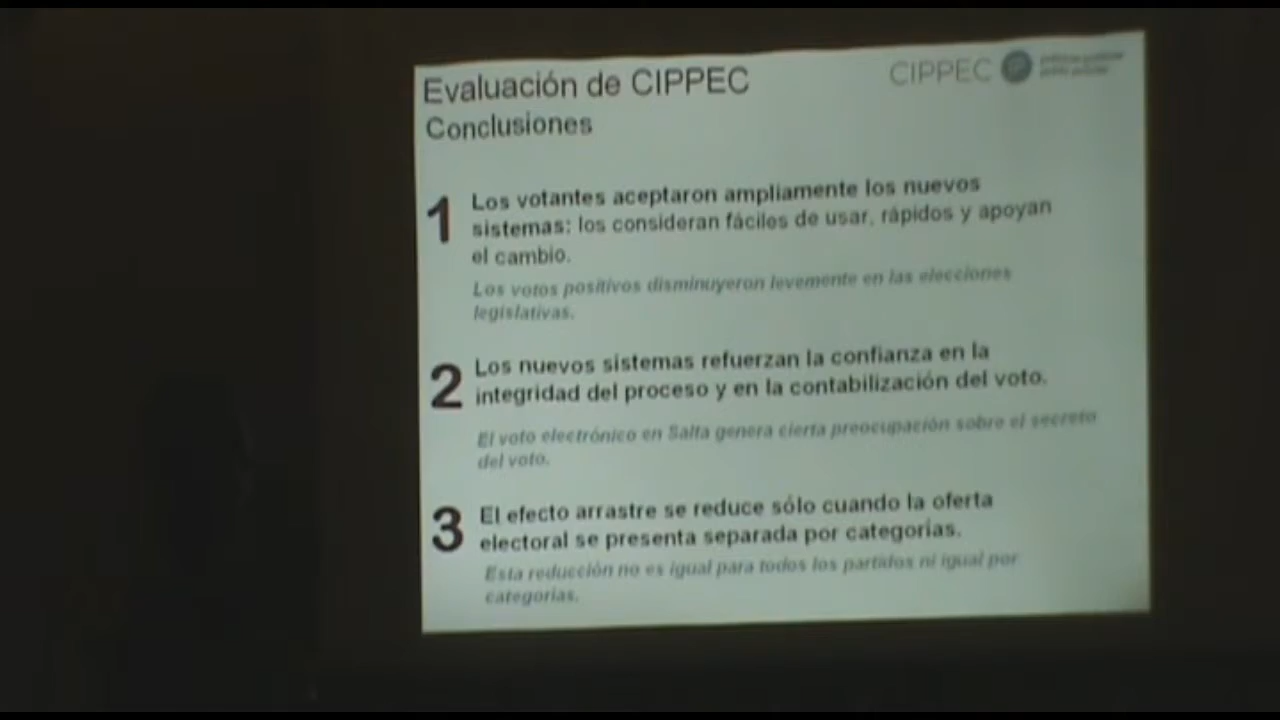 Evaluación de CIPPEC
CIPPEC
Conclusiones
1
Los votantes aceptaron ampliamente los nuevos
sistemas: los consideran fáciles de usar, rápidos y apoyan
el cambio.
Los votos positivos disminuyeron levemente en las elecciones
legislativas.
2
Los nuevos sistemas refuerzan la confianza en la
integridad del proceso y en la contabilización del voto.
El voto electrónico en Salta genera cierta preocupación sobre el secreto
del voto.
3
El efecto arrastre se reduce sólo cuando la oferta
electoral se presenta separada por categorías.
Esta reducción no es igual para todos los partidos ni igual por
categorías.